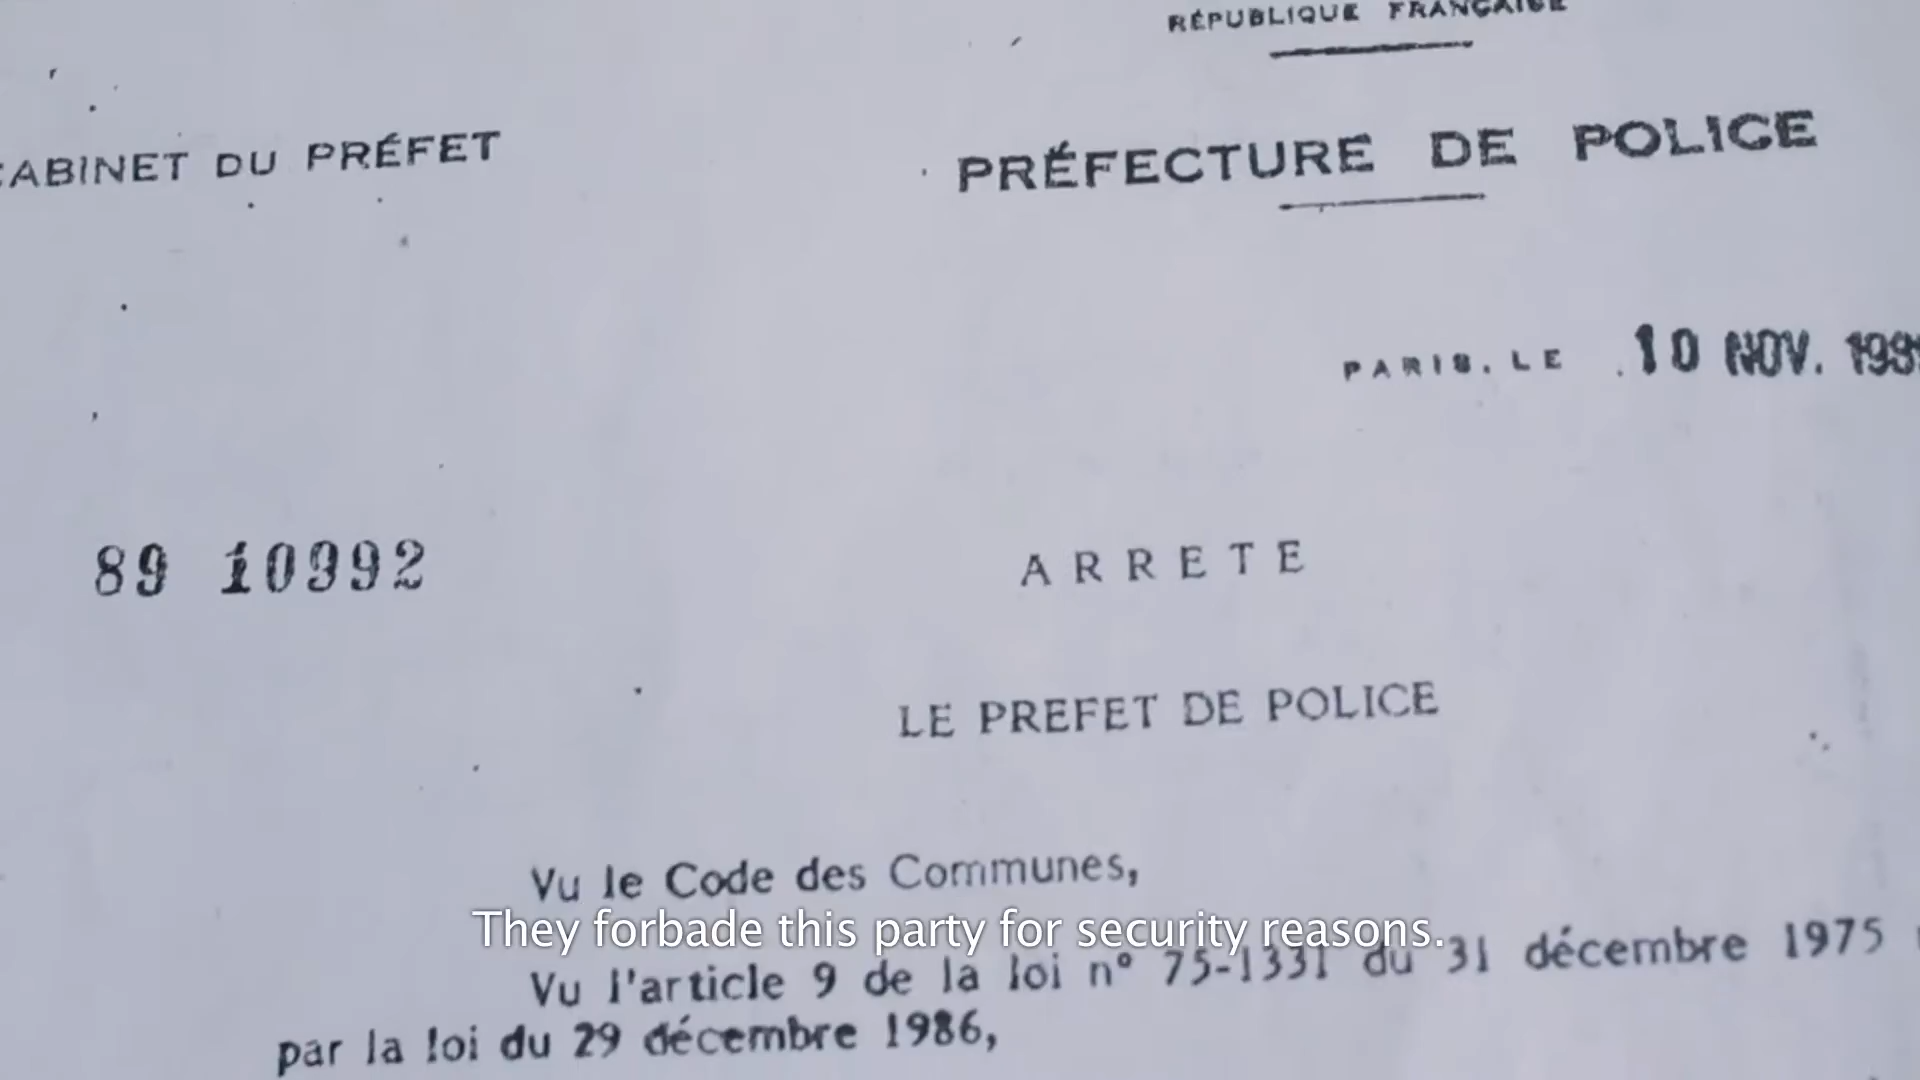 RÉPUBLIQUE FRANÇAISE
CABINET DU PRÉFET
PRÉFECTURE DE POLICE
PARIS, LE 10 NOV. 199
89 10992
ARRETE
LE PREFET DE POLICE
Vu le Code des Communes,
They forbade this party for security reasons.
Vu l'article 9 de la loi n° 75-1331 du 31 décembre 1975
par la loi du 29 décembre 1986,